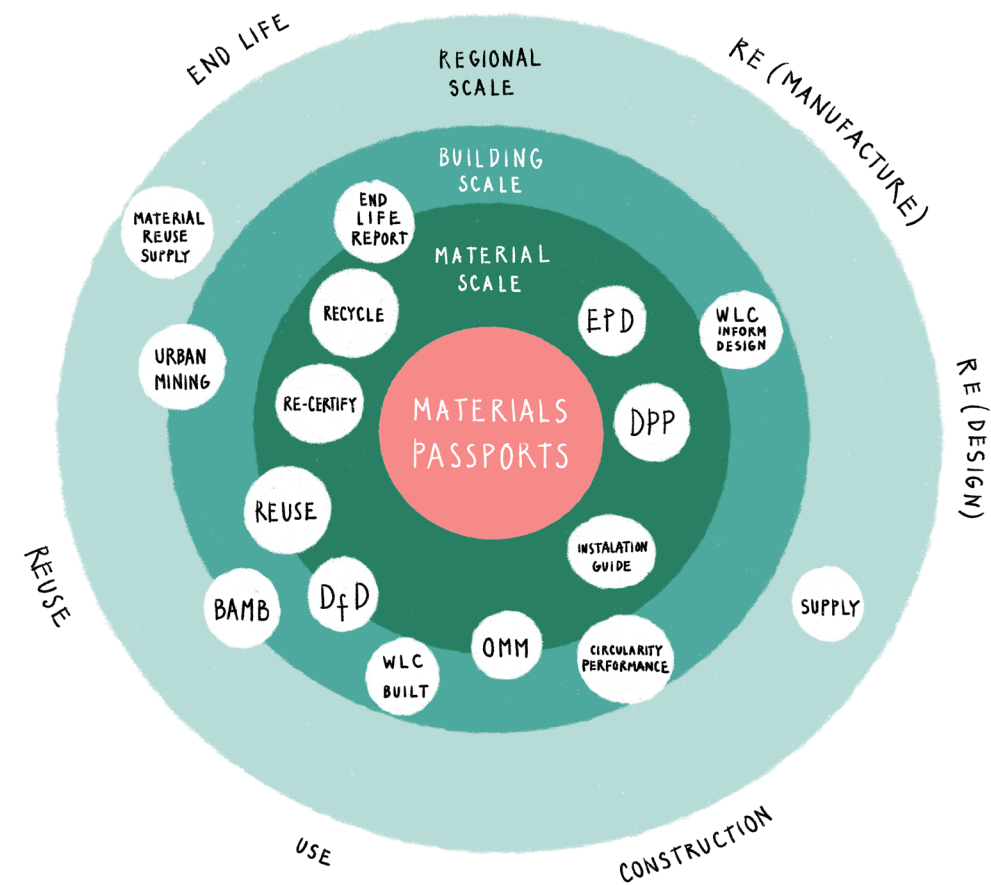 END LIFE
REGIONAL
SCALE
RE (MANUFACTURE)
BUILDING
SCALE
END
LIFE
REPORT
MATERIAL
REUSE
SUPPLY
MATERIAL
SCALE
RECYCLE
EPD
WLC
INFORM
DESIGN
URBAN
MINING
RE-CERTIFY
MATERIALS
PASSPORTS
DPP
RE (DESIGN)
REUSE
INSTALATION
GUIDE
REUSE
BAMB
DfD
SUPPLY
OMM
CIRCULARITY
PERFORMANCE
WLC
BUILT
USE
CONSTRUCTION